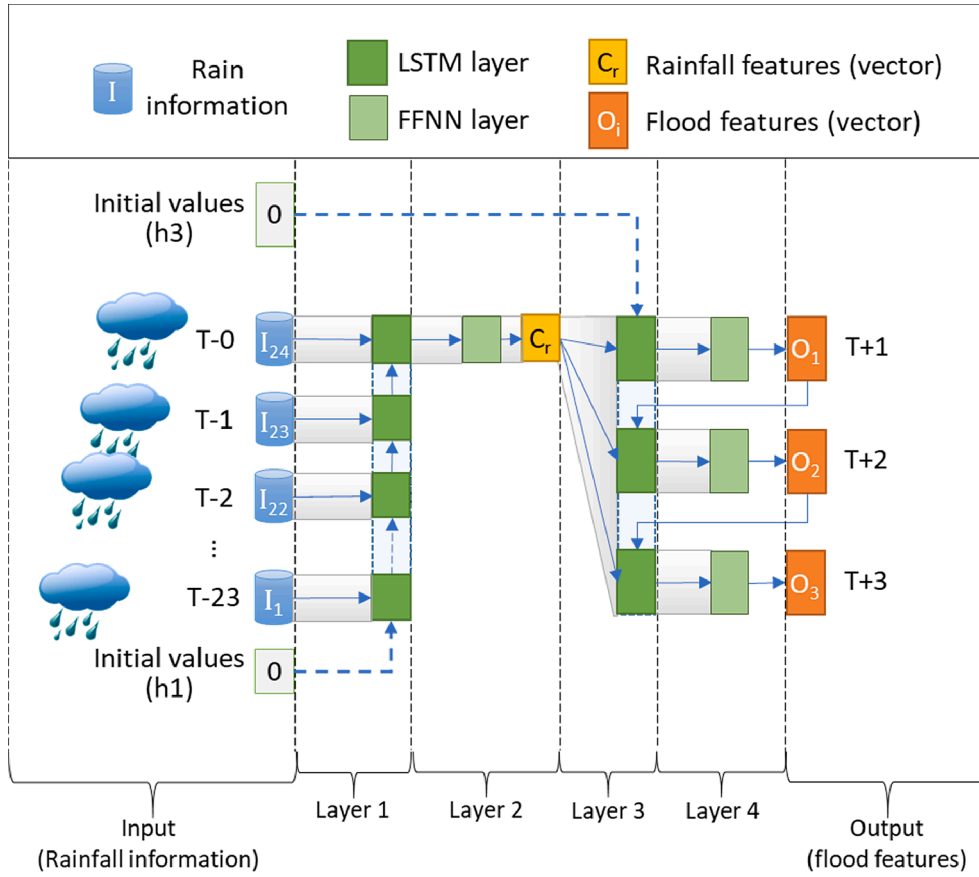 I
Rain
information
LSTM layer
FFNN layer
Cr
Rainfall features (vector)
Oi
Flood features (vector)
Initial values
(h3)
0
T-0
I24
Cr
O1
T+1
T-1
I23
T-2
I22
O2
T+2
...
T-23
I1
O3
T+3
Initial values
(h1)
0
Layer 1
Layer 2
Layer 3
Layer 4
Input
(Rainfall information)
Output
(flood features)